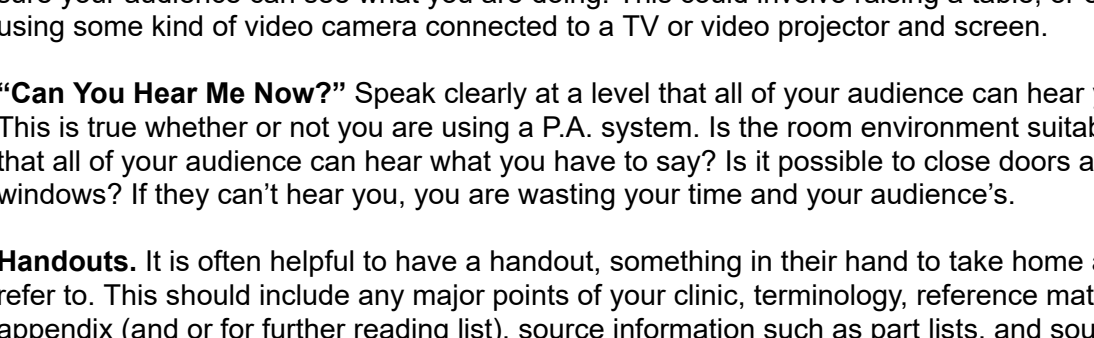 sure your audience can see what you are doing. This could involve raising a table, or
using some kind of video camera connected to a TV or video projector and screen.
“Can You Hear Me Now?” Speak clearly at a level that all of your audience can hear
This is true whether or not you are using a P.A. system. Is the room environment
that all of your audience can hear what you have to say? Is it possible to close doors
windows? If they can’t hear you, you are wasting your time and your audience’s.
Handouts. It is often helpful to have a handout, something in their hand to take home
refer to. This should include any major points of your clinic, terminology, reference
appendix (and or for further reading list), source information such as part lists, and